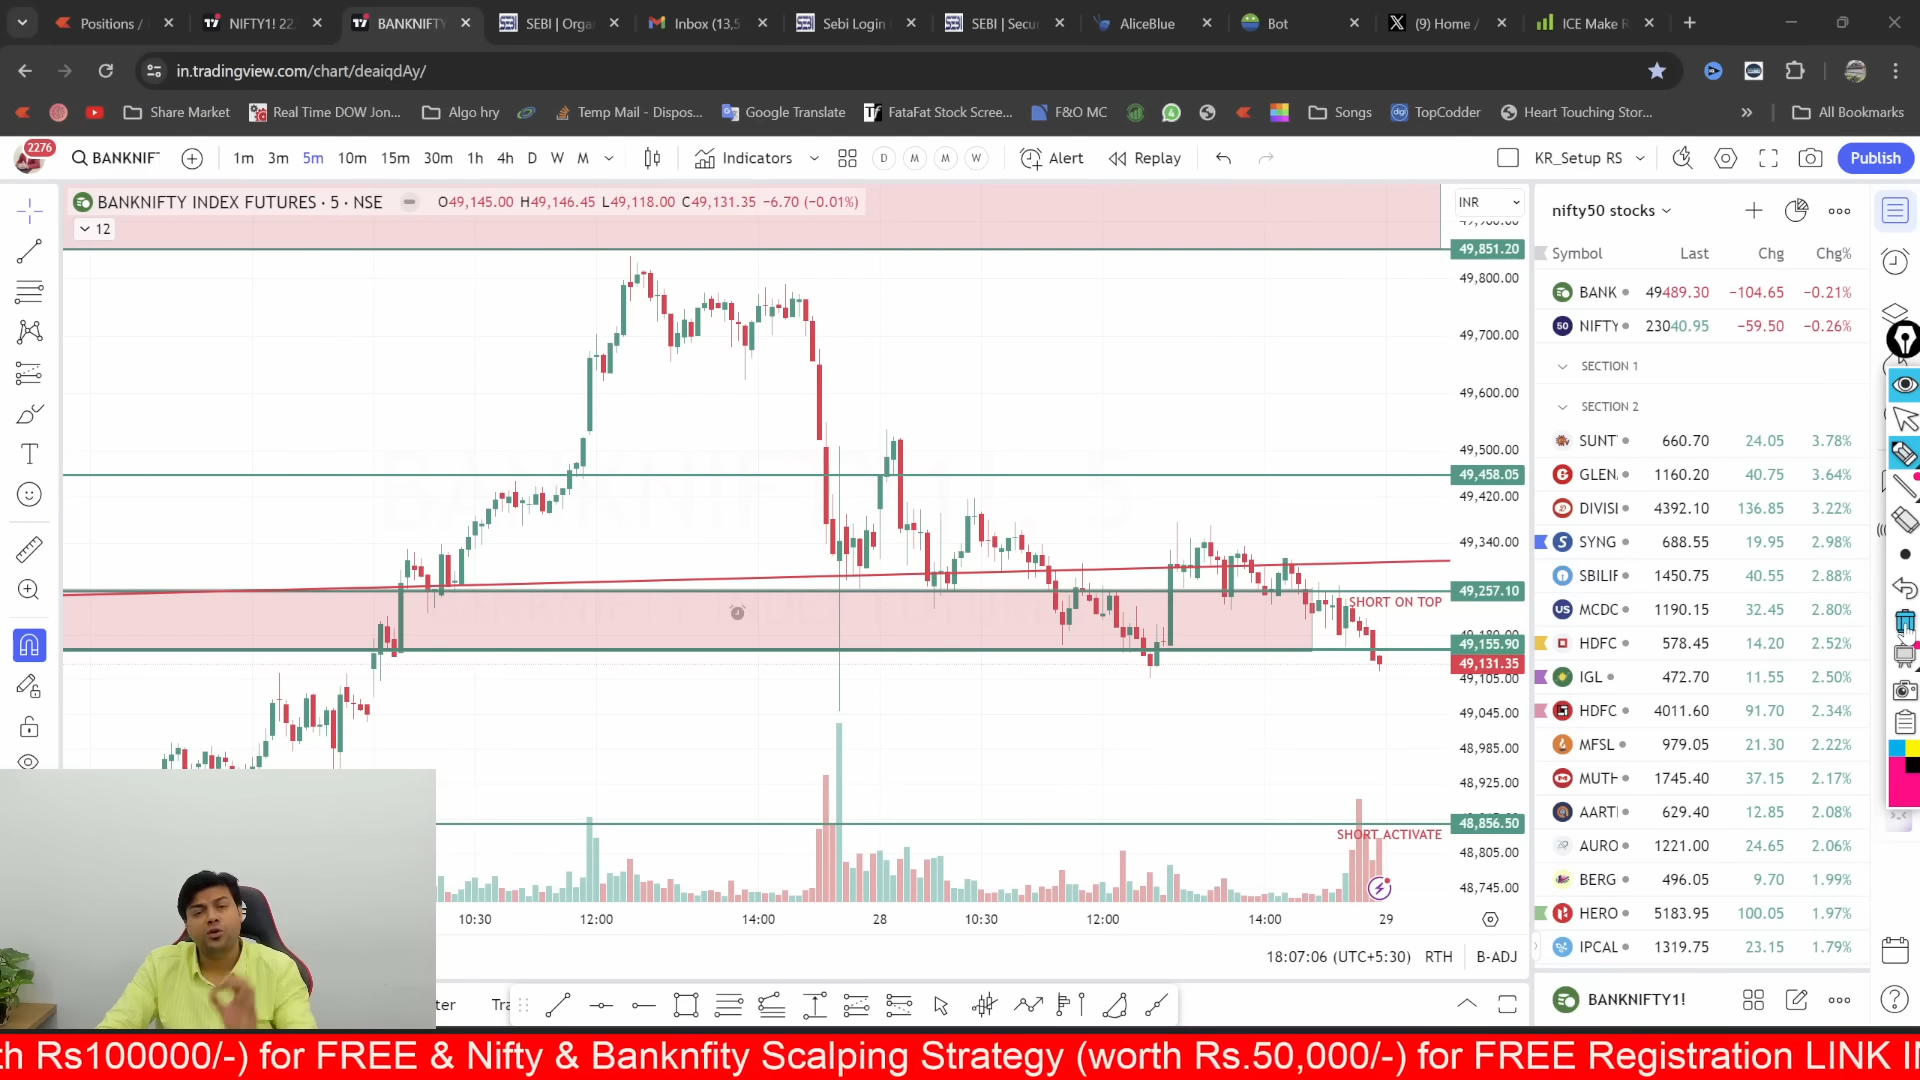 Positions /
NIFTY1! 22,
BANKNIFTY
SEBI | Orga
Inbox (13,5
Sebi Login
SEBI | Secu
AliceBlue
Bot
(9) Home /
ICE Make R
in.tradingview.com/chart/deaiqdAy/
Share Market
Real Time DOW Jon...
Algo hry
Temp Mail - Dispos...
Google Translate
FataFat Stock Scree...
F&O MC
Songs
TopCodder
Heart Touching Stor...
All Bookmarks
2276
BANKNIF
1m 3m 5m 10m 15m 30m 1h 4h D W M
Indicators
D M M W
Alert
Replay
KR_Setup RS
Publish
BANKNIFTY INDEX FUTURES · 5 · NSE
O49,145.00 H49,146.45 L49,118.00 C49,131.35 −6.70 (−0.01%)
12
INR
49,851.20
49,800.00
49,700.00
49,600.00
49,500.00
49,458.05
49,420.00
49,340.00
49,257.10
SHORT ON TOP
49,155.90
49,131.35
49,105.00
49,045.00
48,985.00
48,925.00
48,856.50
SHORT ACTIVATE
48,805.00
48,745.00
10:30 12:00 14:00 28 10:30 12:00 14:00 29
18:07:06 (UTC+5:30) RTH B-ADJ
nifty50 stocks
Symbol Last Chg Chg%
BANK 49489.30 −104.65 −0.21%
NIFTY 23040.95 −59.50 −0.26%
SECTION 1
SECTION 2
SUNT 660.70 24.05 3.78%
GLEN 1160.20 40.75 3.64%
DIVISI 4392.10 136.85 3.22%
SYNG 688.55 19.95 2.98%
SBILIF 1450.75 40.55 2.88%
MCDC 1190.15 32.45 2.80%
HDFC 578.45 14.20 2.52%
IGL 472.70 11.55 2.50%
HDFC 4011.60 91.70 2.34%
MFSL 979.05 21.30 2.22%
MUTH 1745.40 37.15 2.17%
AARTI 629.40 12.85 2.08%
AURO 1221.00 24.65 2.06%
BERG 496.05 9.70 1.99%
HERO 5183.95 100.05 1.97%
IPCAL 1319.75 23.15 1.79%
BANKNIFTY1!
ter
Tra
th Rs100000/-) for FREE & Nifty & Banknfity Scalping Strategy (worth Rs.50,000/-) for FREE Registration LINK IN